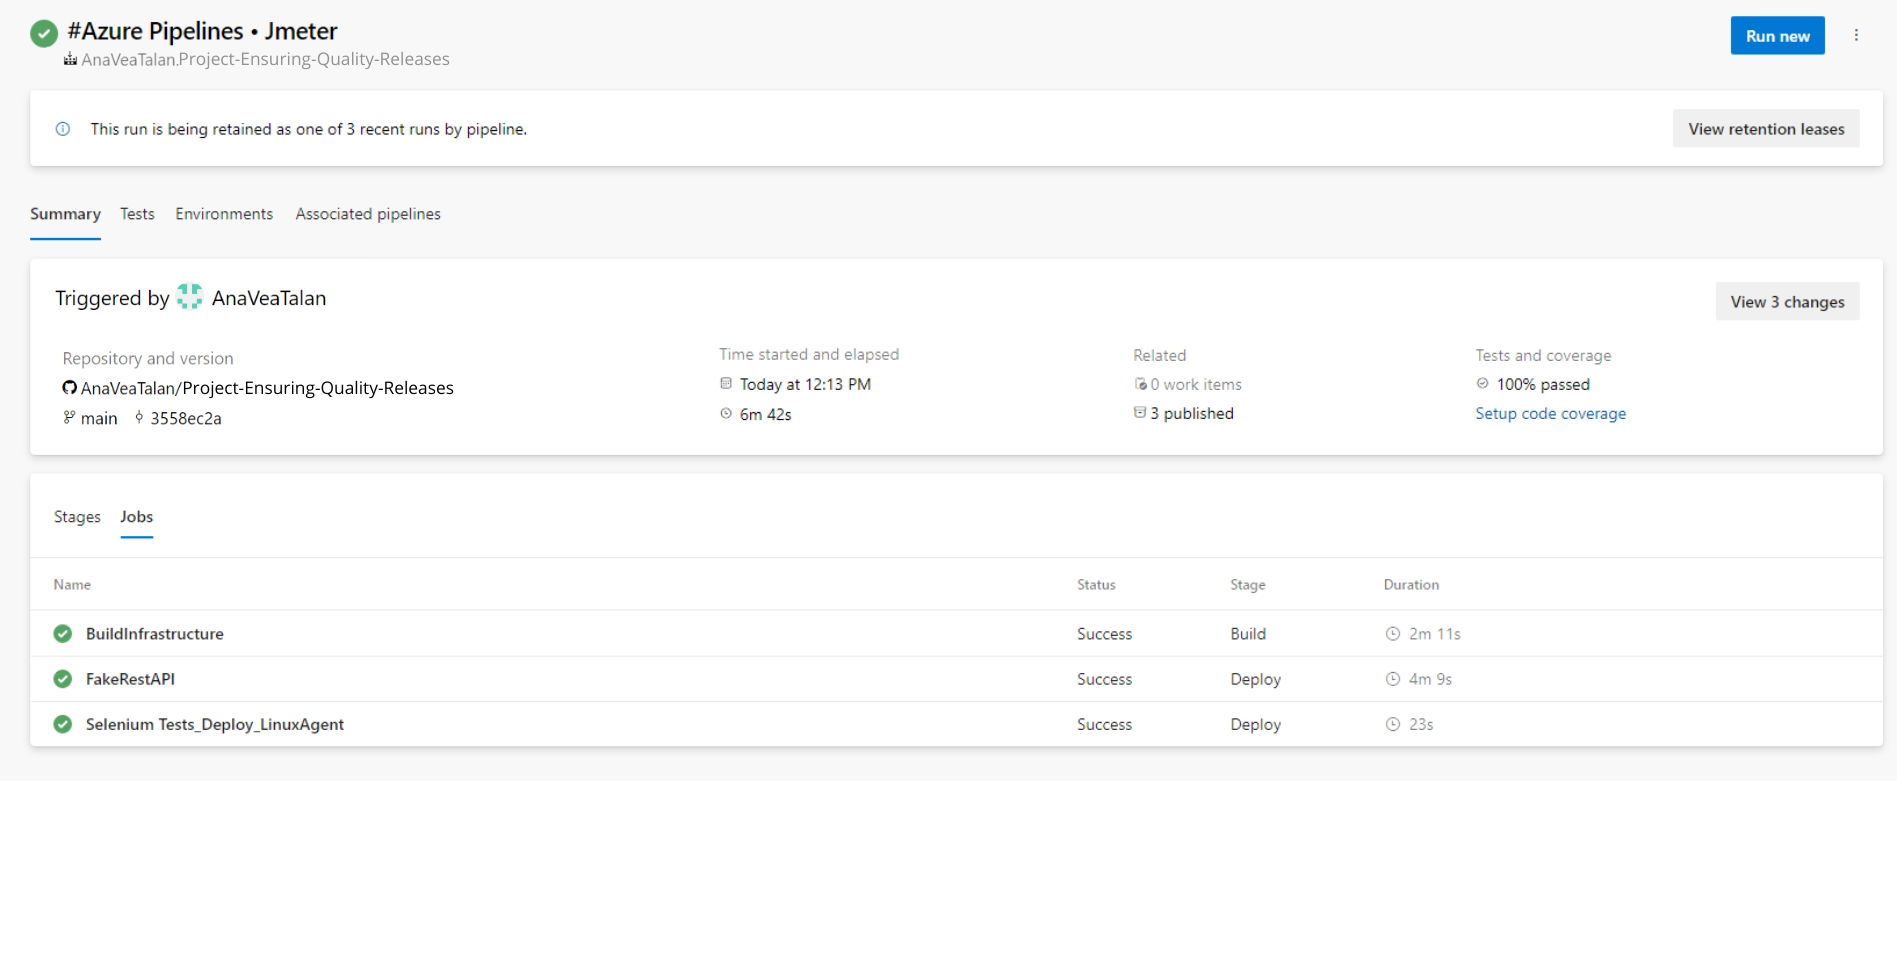 #Azure Pipelines • Jmeter
Run new
AnaVeaTalan.Project-Ensuring-Quality-Releases
This run is being retained as one of 3 recent runs by pipeline.
View retention leases
Summary Tests Environments Associated pipelines
Triggered by AnaVeaTalan
View 3 changes
Repository and version
AnaVeaTalan/Project-Ensuring-Quality-Releases
main 3558ec2a
Time started and elapsed
Today at 12:13 PM
6m 42s
Related
0 work items
3 published
Tests and coverage
100% passed
Setup code coverage
Stages Jobs
Name Status Stage Duration
BuildInfrastructure Success Build 2m 11s
FakeRestAPI Success Deploy 4m 9s
Selenium Tests_Deploy_LinuxAgent Success Deploy 23s